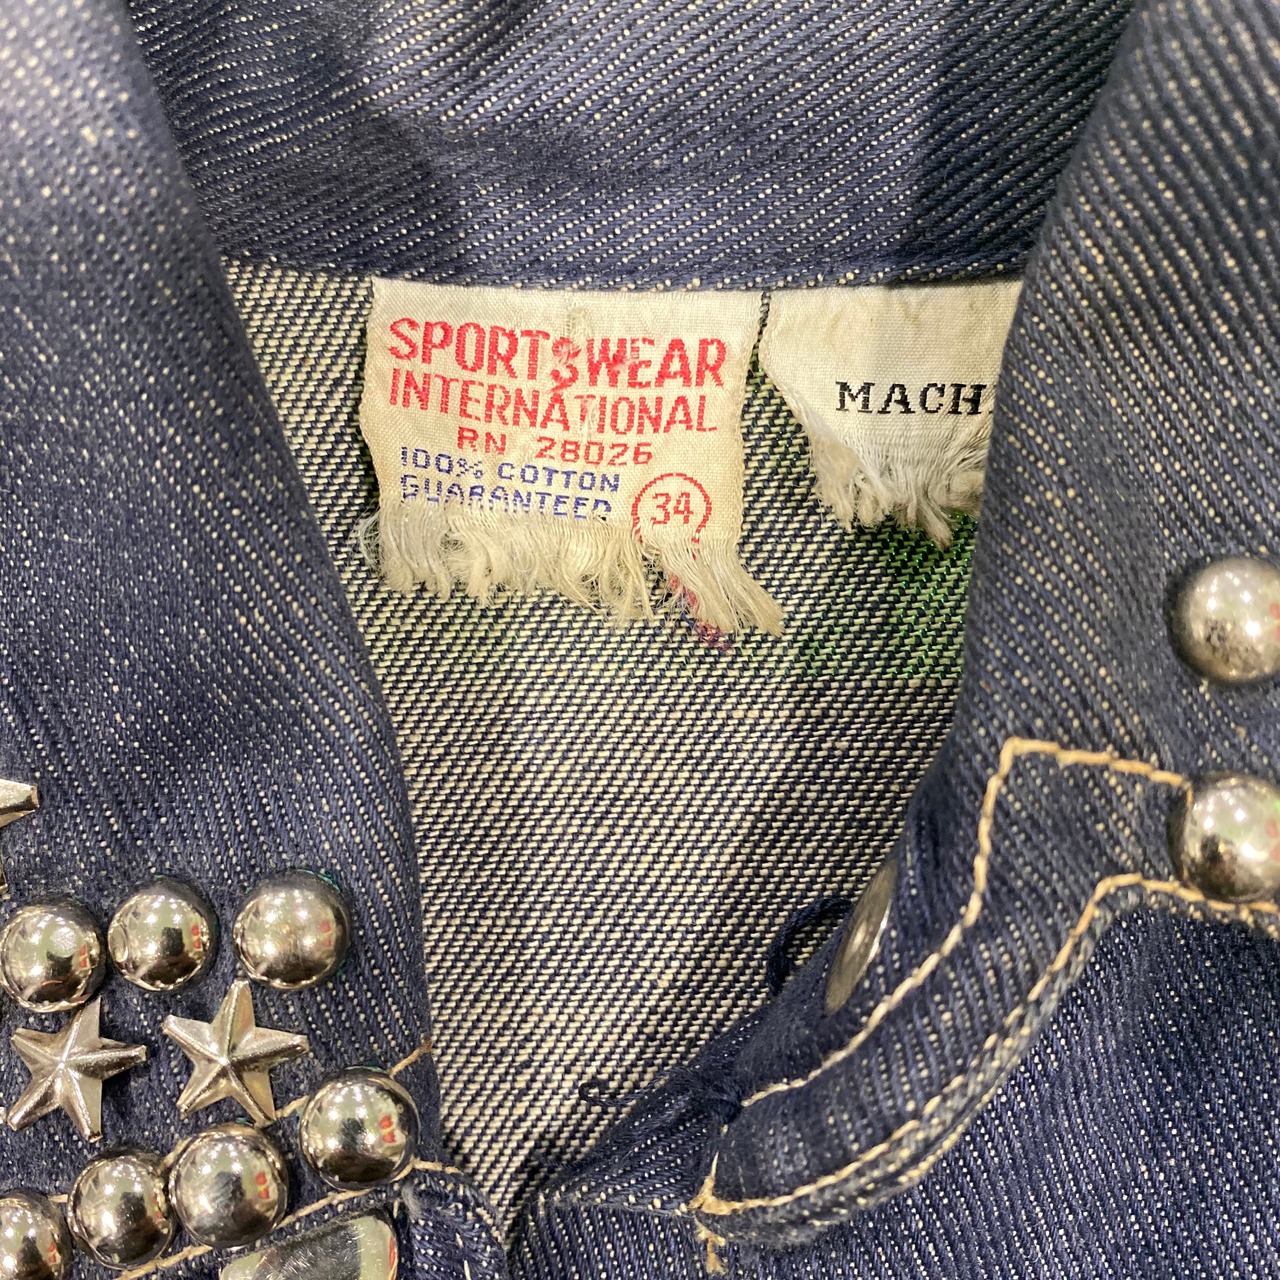 SPORTSWEAR
INTERNATIONAL
RN 28026
100% COTTON
GUARANTEED
34
MACH